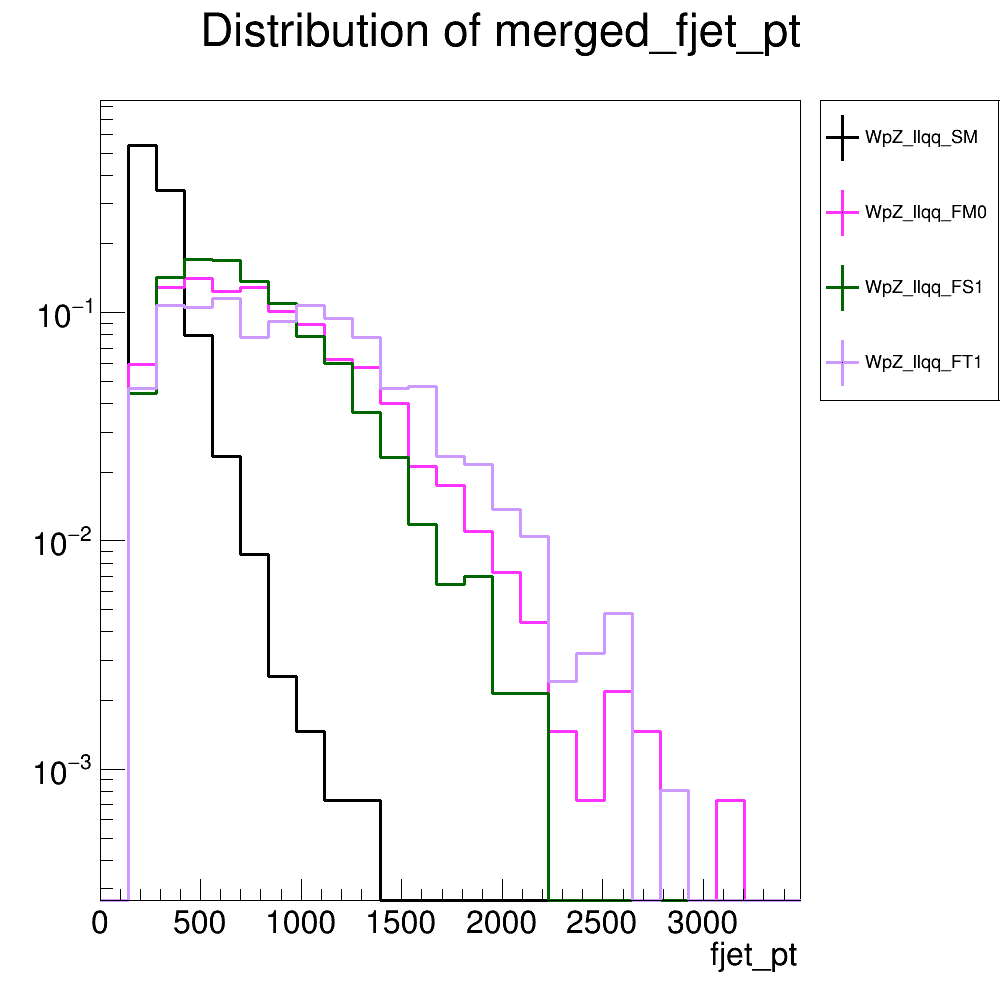 Distribution of merged_fjet_pt
WpZ_llqq_SM
WpZ_llqq_FM0
WpZ_llqq_FS1
WpZ_llqq_FT1
10−1
10−2
10−3
0 500 1000 1500 2000 2500 3000
fjet_pt